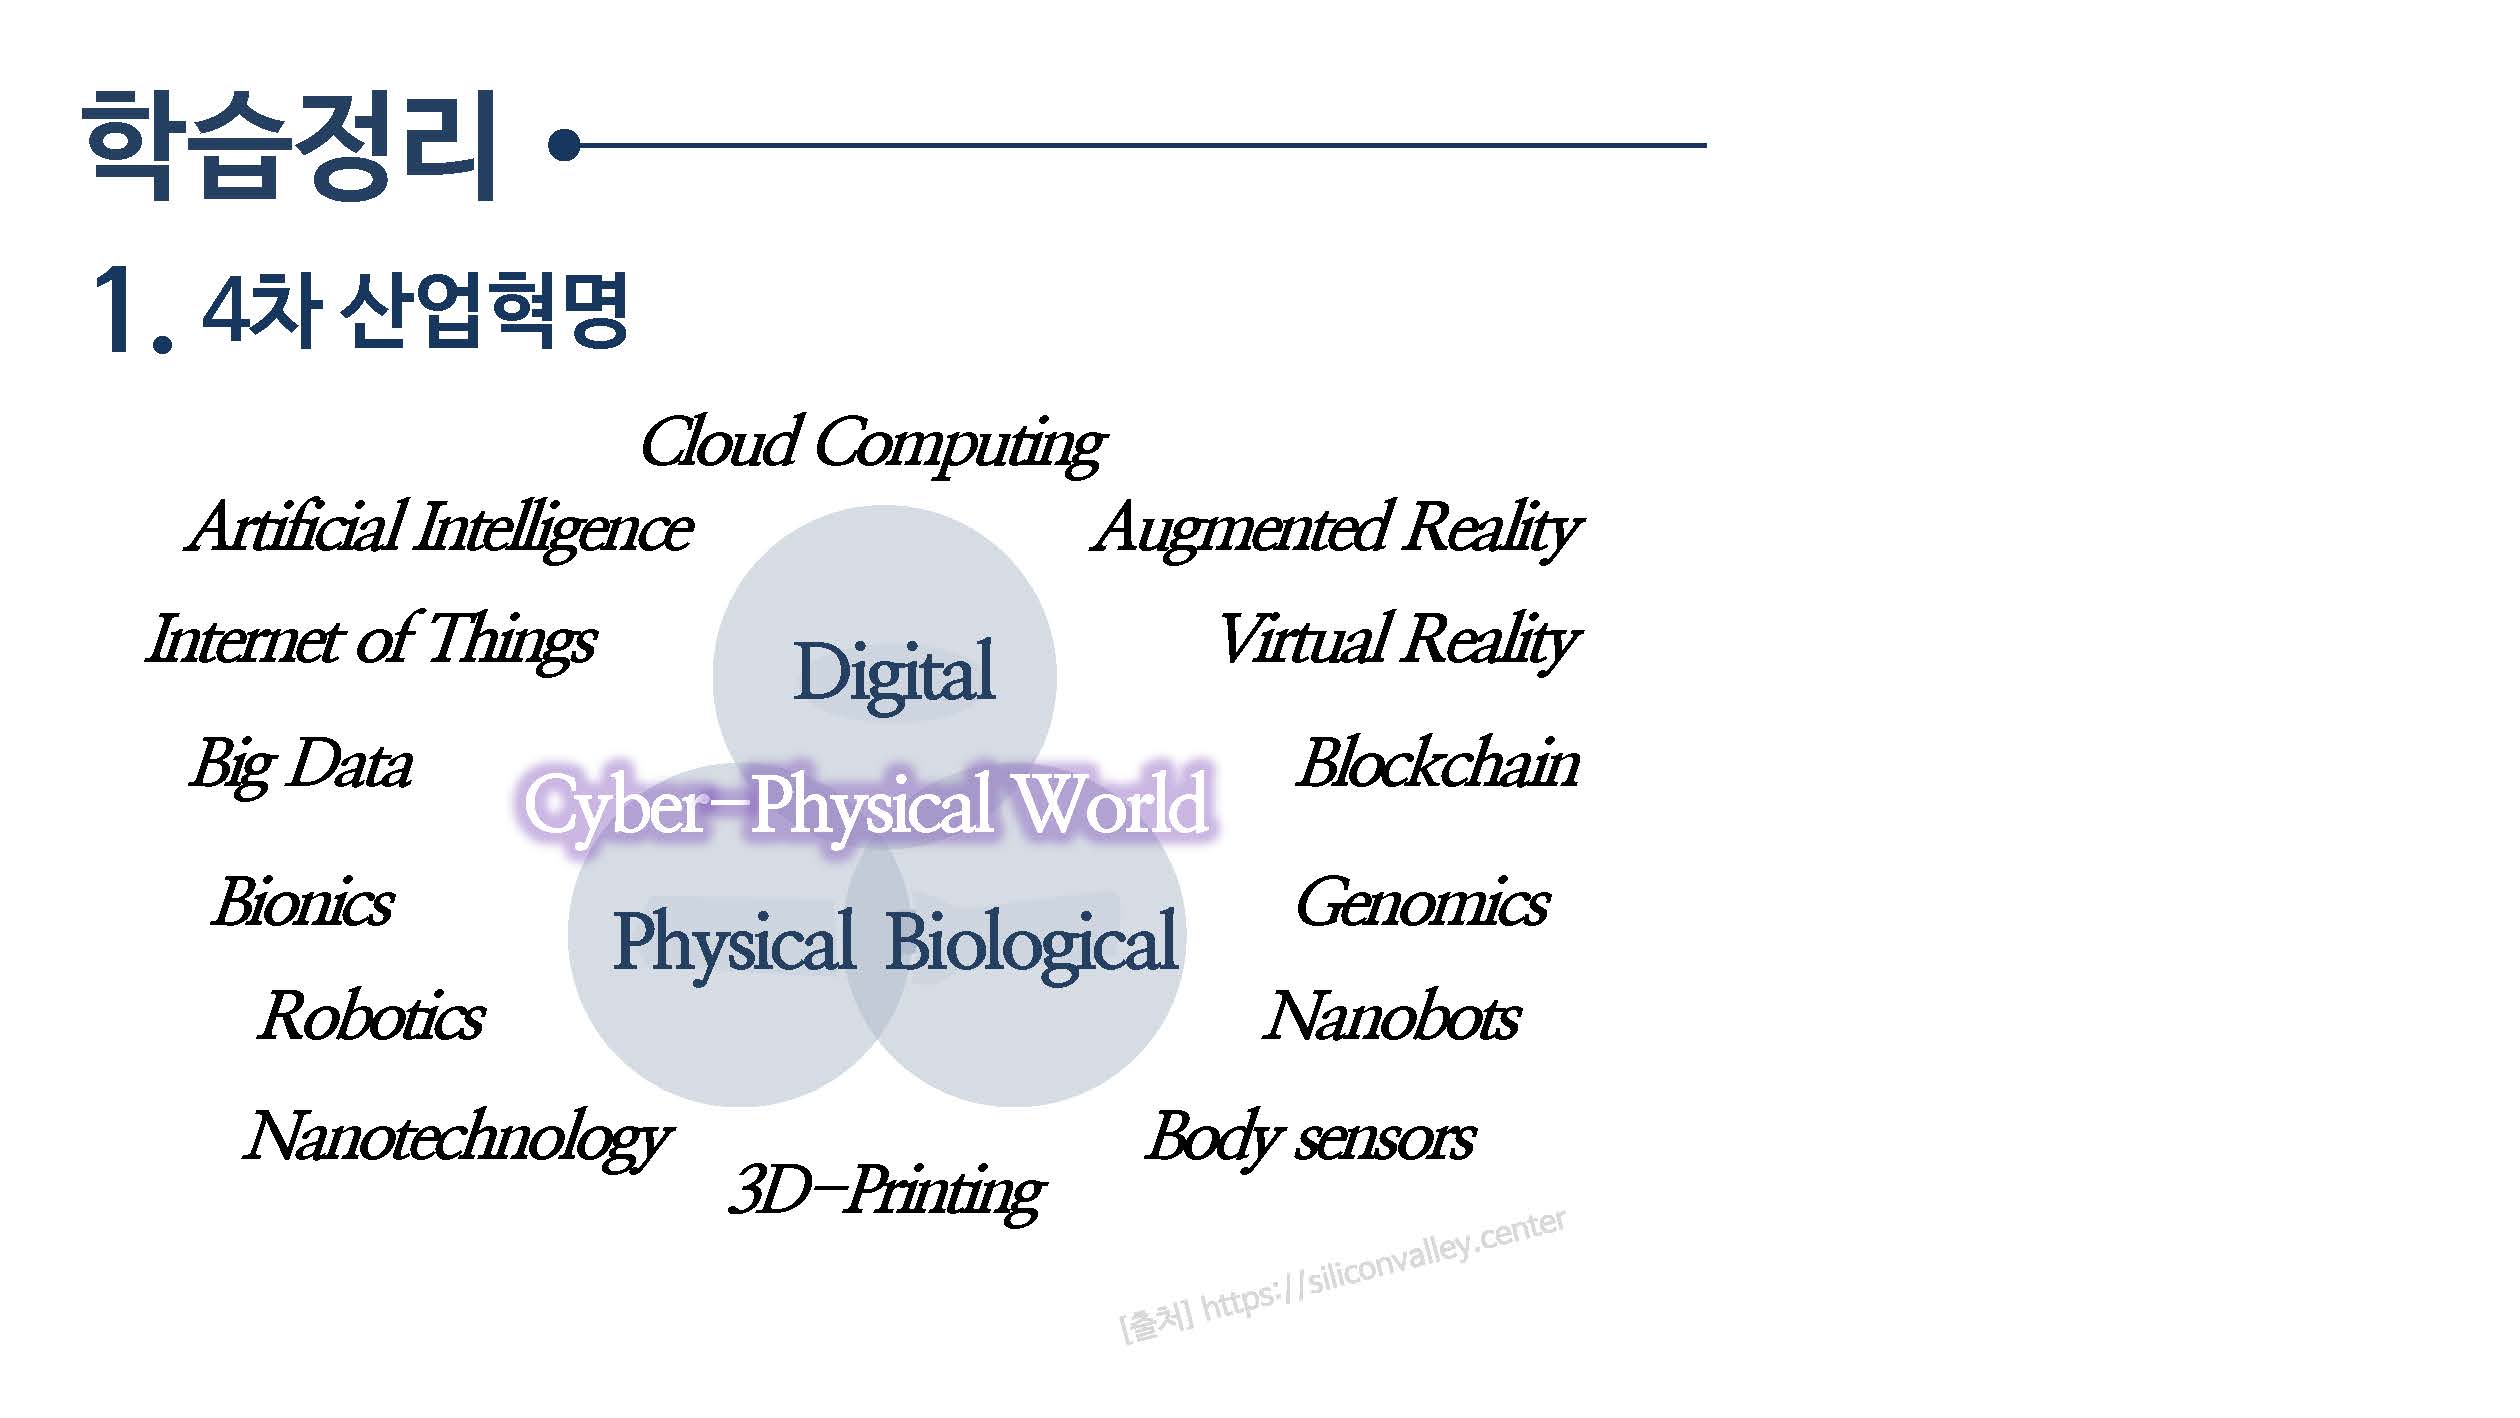 학습정리
1. 4차 산업혁명
Cloud Computing
Artificial Intelligence
Augmented Reality
Internet of Things
Virtual Reality
Digital
Big Data
Blockchain
Cyber-Physical World
Bionics
Genomics
Physical
Biological
Robotics
Nanobots
Nanotechnology
Body sensors
3D-Printing
[출처] https://siliconvalley.center